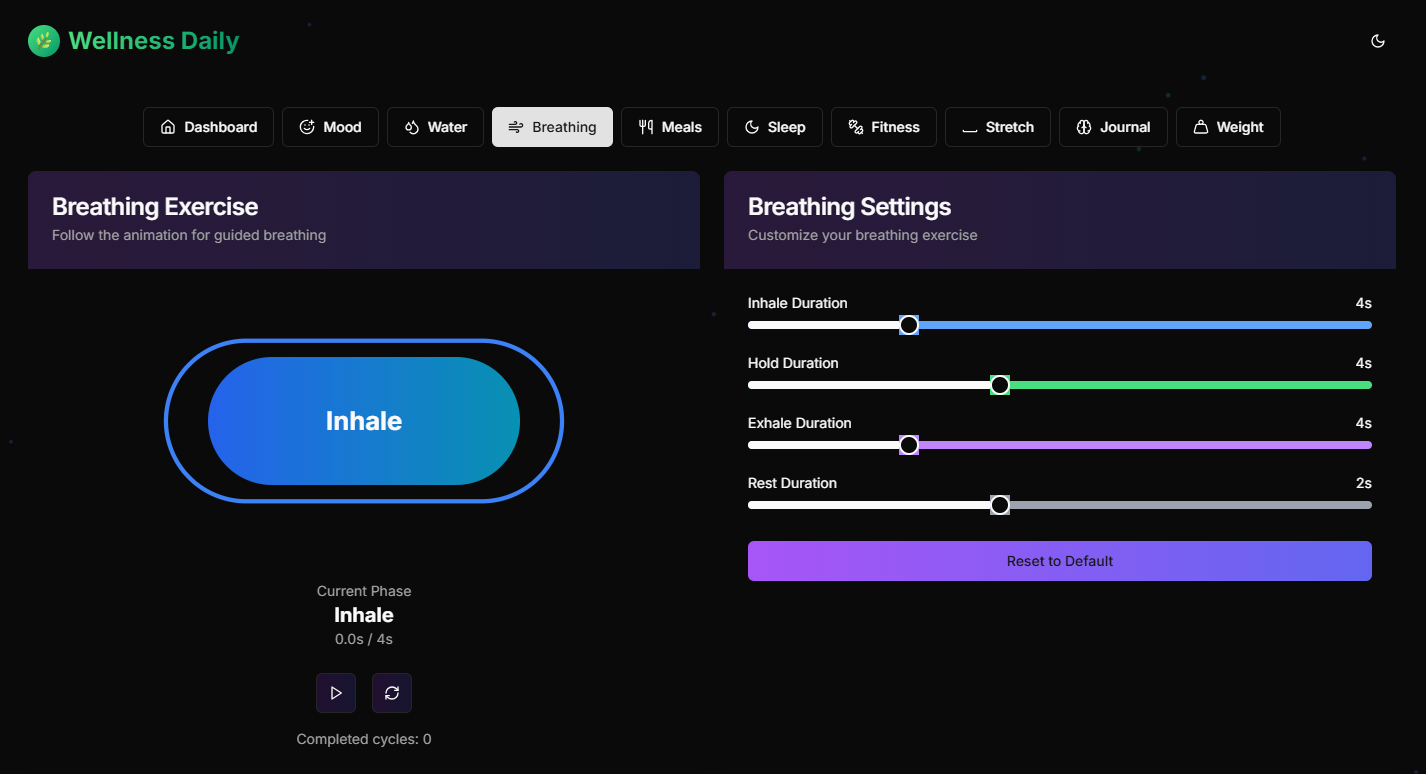 Wellness Daily
Dashboard
Mood
Water
Breathing
Meals
Sleep
Fitness
Stretch
Journal
Weight
Breathing Exercise
Follow the animation for guided breathing
Inhale
Current Phase
Inhale
0.0s / 4s
Completed cycles: 0
Breathing Settings
Customize your breathing exercise
Inhale Duration 4s
Hold Duration 4s
Exhale Duration 4s
Rest Duration 2s
Reset to Default